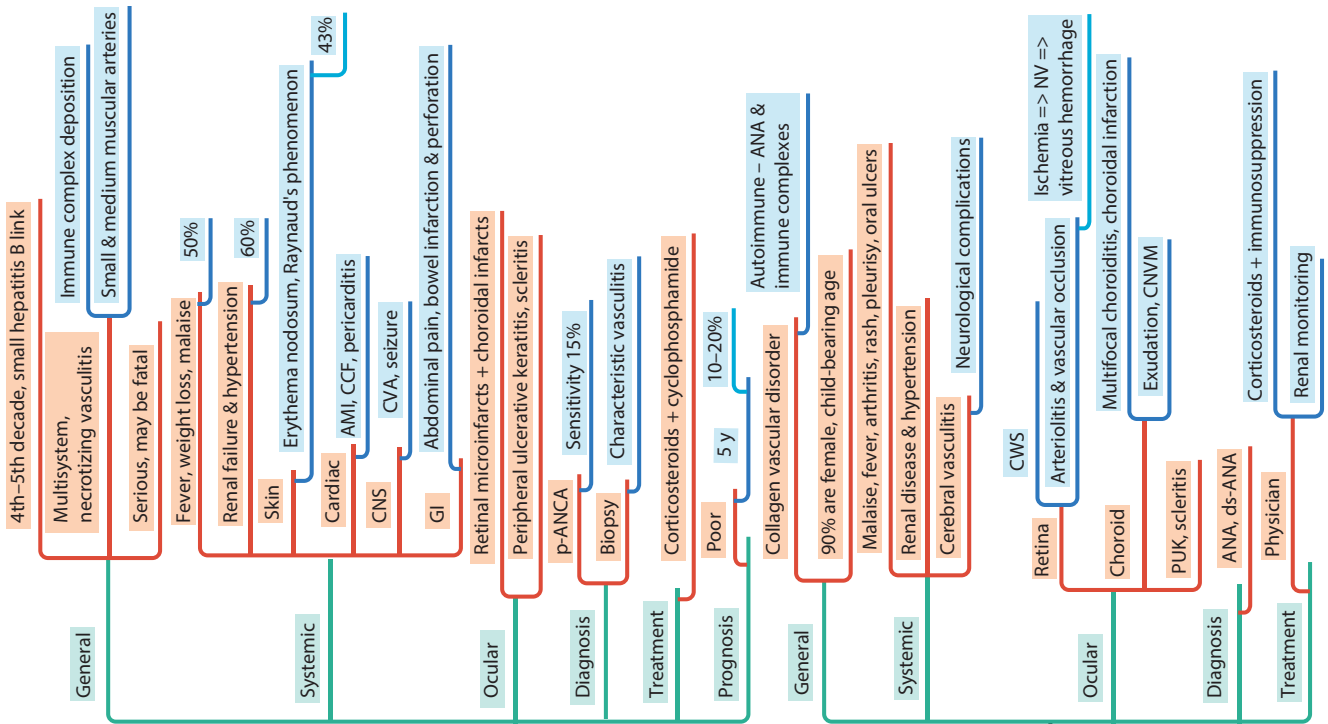 General
4th–5th decade, small hepatitis B link
Multisystem,
necrotizing vasculitis
Immune complex deposition
Small & medium muscular arteries
Serious, may be fatal
Systemic
Fever, weight loss, malaise
50%
Renal failure & hypertension
60%
Skin
Erythema nodosum, Raynaud's phenomenon
43%
Cardiac
AMI, CCF, pericarditis
CNS
CVA, seizure
GI
Abdominal pain, bowel infarction & perforation
Ocular
Retinal microinfarcts + choroidal infarcts
Peripheral ulcerative keratitis, scleritis
Diagnosis
p-ANCA
Sensitivity 15%
Biopsy
Characteristic vasculitis
Treatment
Corticosteroids + cyclophosphamide
Prognosis
Poor
5 y
10–20%
General
Collagen vascular disorder
Autoimmune – ANA &
immune complexes
90% are female, child-bearing age
Systemic
Malaise, fever, arthritis, rash, pleurisy, oral ulcers
Renal disease & hypertension
Cerebral vasculitis
Neurological complications
Ocular
Retina
CWS
Arteriolitis & vascular occlusion
Ischemia => NV =>
vitreous hemorrhage
Choroid
Multifocal choroiditis, choroidal infarction
Exudation, CNVM
PUK, scleritis
Diagnosis
ANA, ds-ANA
Treatment
Physician
Corticosteroids + immunosuppression
Renal monitoring